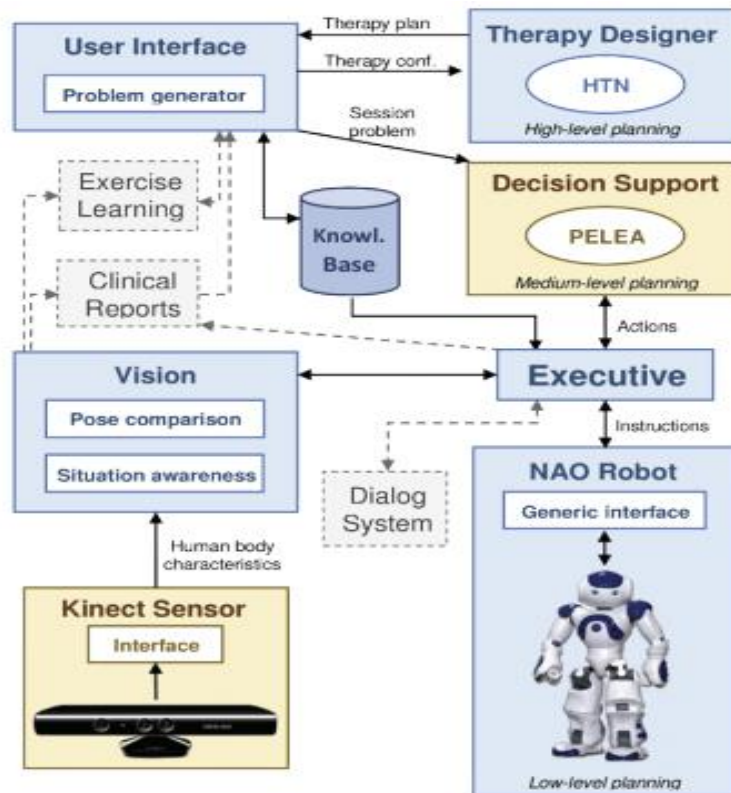 User Interface
Problem generator
Therapy plan
Therapy conf.
Therapy Designer
HTN
High-level planning
Session
problem
Exercise
Learning
Knowl.
Base
Decision Support
PELEA
Medium-level planning
Clinical
Reports
Actions
Vision
Pose comparison
Situation awareness
Executive
Instructions
Dialog
System
NAO Robot
Generic interface
Human body
characteristics
Kinect Sensor
Interface
Low-level planning